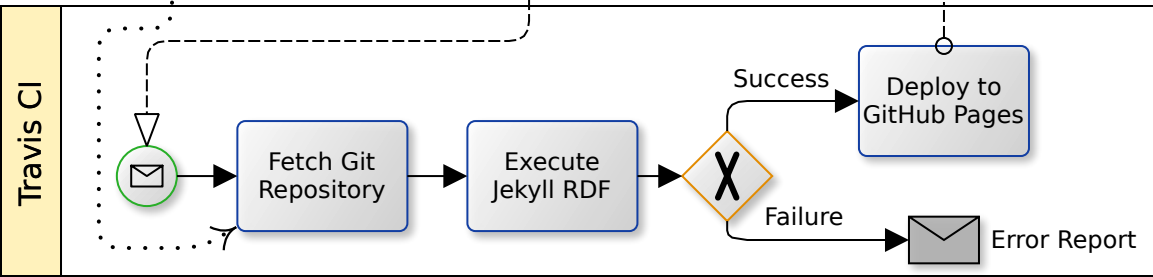 Travis CI
Fetch Git
Repository
Execute
Jekyll RDF
X
Success
Deploy to
GitHub Pages
Failure
Error Report